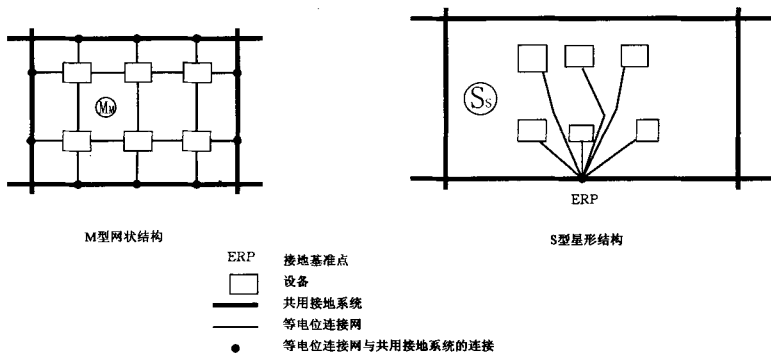 Mм
Ss
ERP
M型网状结构
S型星形结构
ERP 接地基准点
设备
共用接地系统
等电位连接网
等电位连接网与共用接地系统的连接